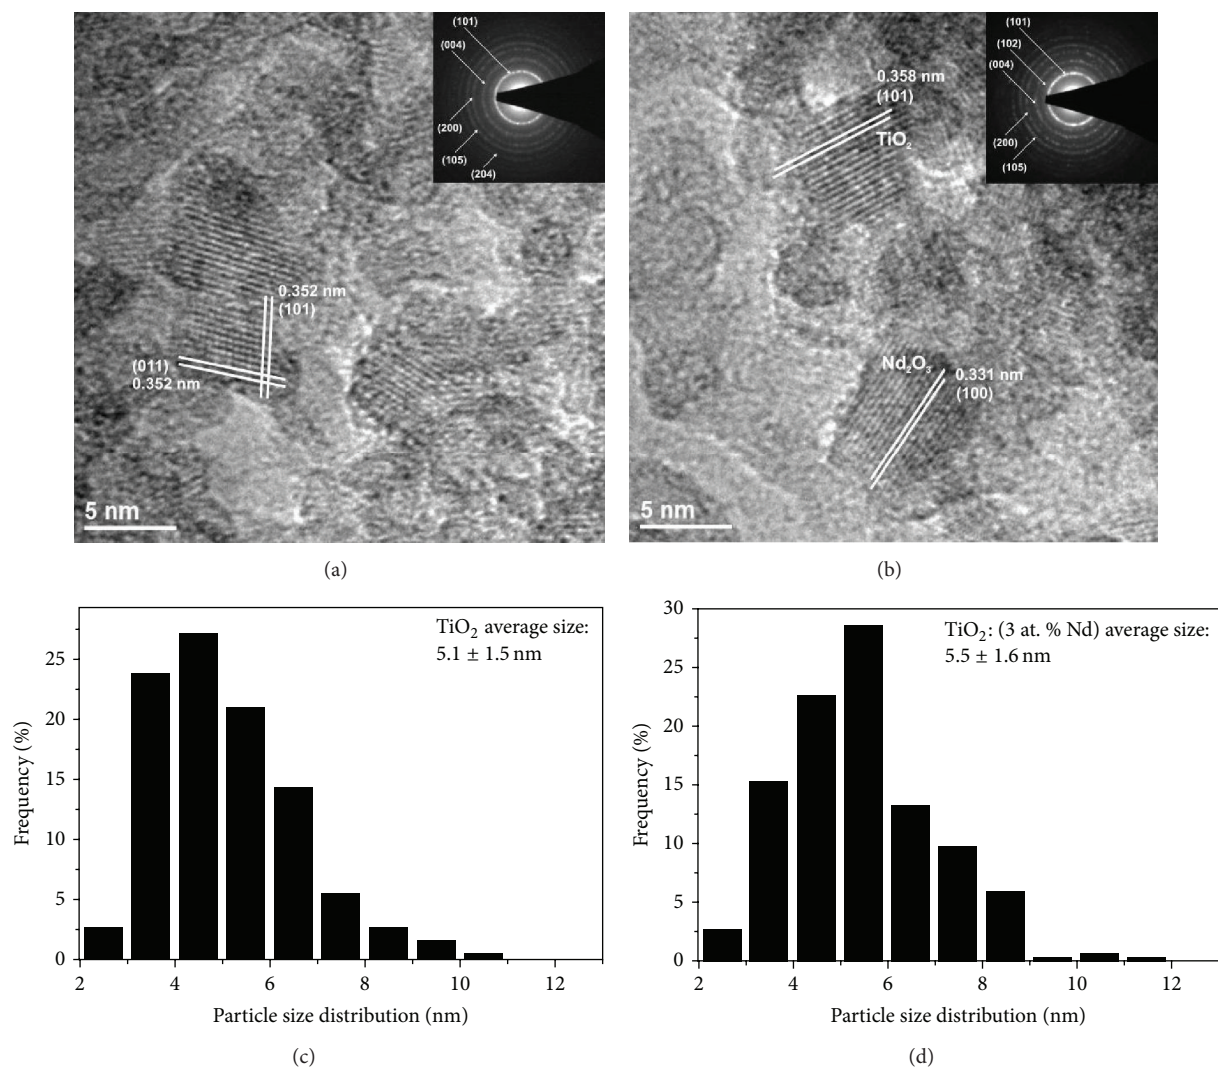 (101)
(004)
(200)
(105)
(204)
0.352 nm
(101)
(011)
0.352 nm
5 nm
(a)
(101)
(102)
(004)
(200)
(105)
0.358 nm
(101)
TiO₂
Nd₂O₃
0.331 nm
(100)
5 nm
(b)
TiO₂ average size:
5.1 ± 1.5 nm
Frequency (%)
25
20
15
10
5
0
2 4 6 8 10 12
Particle size distribution (nm)
(c)
TiO₂: (3 at. % Nd) average size:
5.5 ± 1.6 nm
Frequency (%)
30
25
20
15
10
5
0
2 4 6 8 10 12
Particle size distribution (nm)
(d)